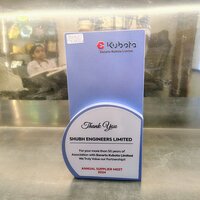 Kubota
Escorts Kubota Limited
Thank You
SHUBH ENGINEERS LIMITED
For your more than 50 years of
Association with Escorts Kubota Limited
We Truly Value our Partnership!
ANNUAL SUPPLIER MEET
2024